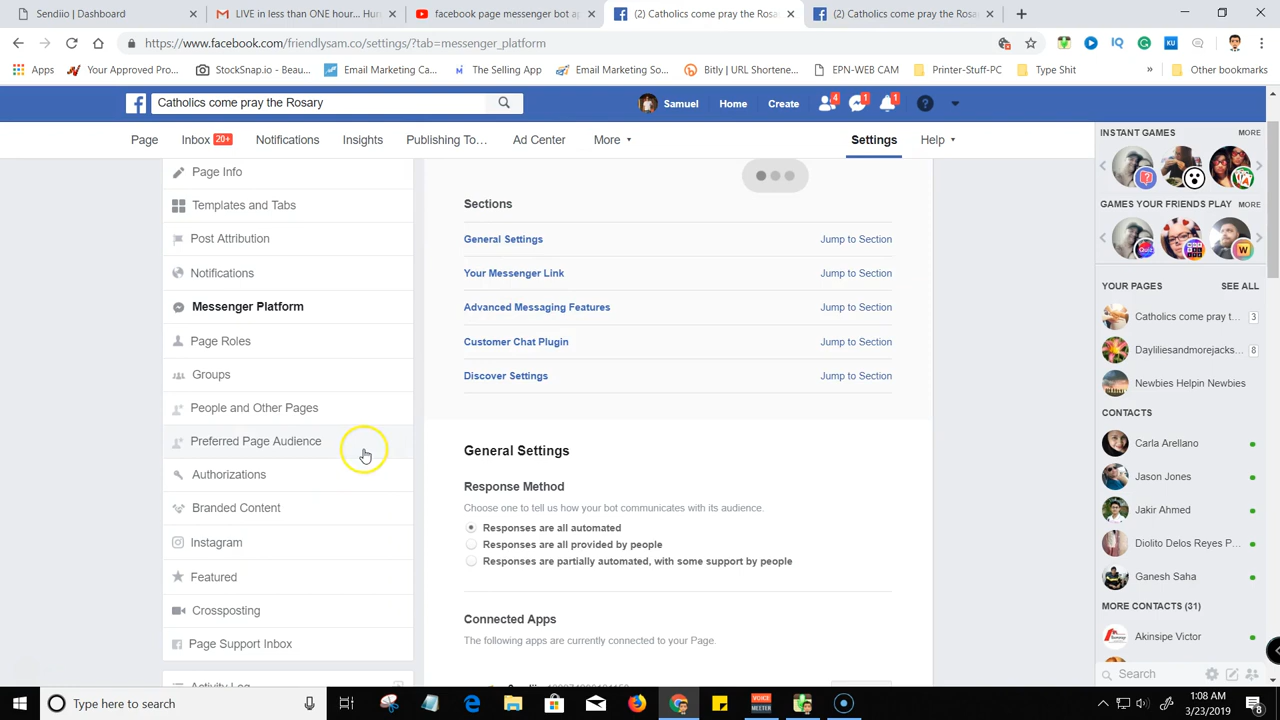 Sendiio | Dashboard
LIVE in less than ONE hour... Hur
facebook page messenger bot ap
(2) Catholics come pray the Rosa
(2) Catholics come pray the Rosa
https://www.facebook.com/friendlysam.co/settings/?tab=messenger_platform
Apps
Your Approved Pro...
StockSnap.io - Beau...
Email Marketing Ca...
The Selling App
Email Marketing So...
Bitly | URL Shortene...
EPN-WEB CAM
Printer-Stuff-PC
Type Shit
»
Other bookmarks
Catholics come pray the Rosary
Samuel
Home
Create
4
1
1
Page
Inbox 20+
Notifications
Insights
Publishing To...
Ad Center
More
Settings
Help
Page Info
Templates and Tabs
Post Attribution
Notifications
Messenger Platform
Page Roles
Groups
People and Other Pages
Preferred Page Audience
Authorizations
Branded Content
Instagram
Featured
Crossposting
Page Support Inbox
Activity Log
Sections
General Settings Jump to Section
Your Messenger Link Jump to Section
Advanced Messaging Features Jump to Section
Customer Chat Plugin Jump to Section
Discover Settings Jump to Section
General Settings
Response Method
Choose one to tell us how your bot communicates with its audience.
Responses are all automated
Responses are all provided by people
Responses are partially automated, with some support by people
Connected Apps
The following apps are currently connected to your Page.
INSTANT GAMES MORE
GAMES YOUR FRIENDS PLAY MORE
YOUR PAGES SEE ALL
Catholics come pray t... 3
Dayliliesandmorejacks... 8
Newbies Helpin Newbies
CONTACTS
Carla Arellano
Jason Jones
Jakir Ahmed
Diolito Delos Reyes P...
Ganesh Saha
MORE CONTACTS (31)
Akinsipe Victor
Search
Type here to search
VOICE
MEETER
1:08 AM
3/23/2019